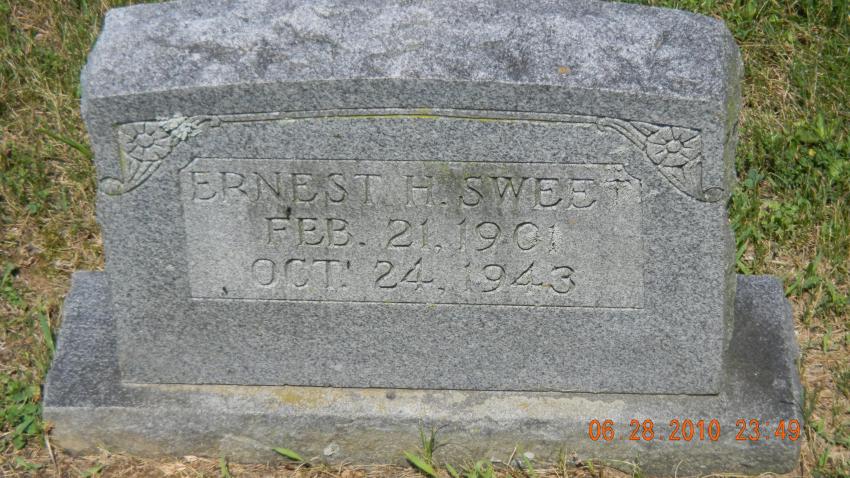 ERNEST H. SWEET
FEB. 21, 1901
OCT. 24, 1943
06.28.2010 23:49